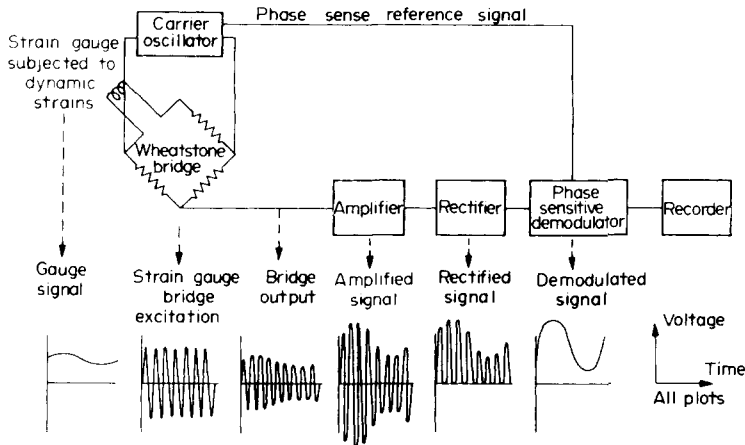 Carrier
oscillator
Phase sense reference signal
Strain gauge
subjected to
dynamic
strains
Wheatstone
bridge
Amplifier
Rectifier
Phase
sensitive
demodulator
Recorder
Gauge
signal
Strain gauge
bridge
excitation
Bridge
output
Amplified
signal
Rectified
signal
Demodulated
signal
Voltage
Time
All plots